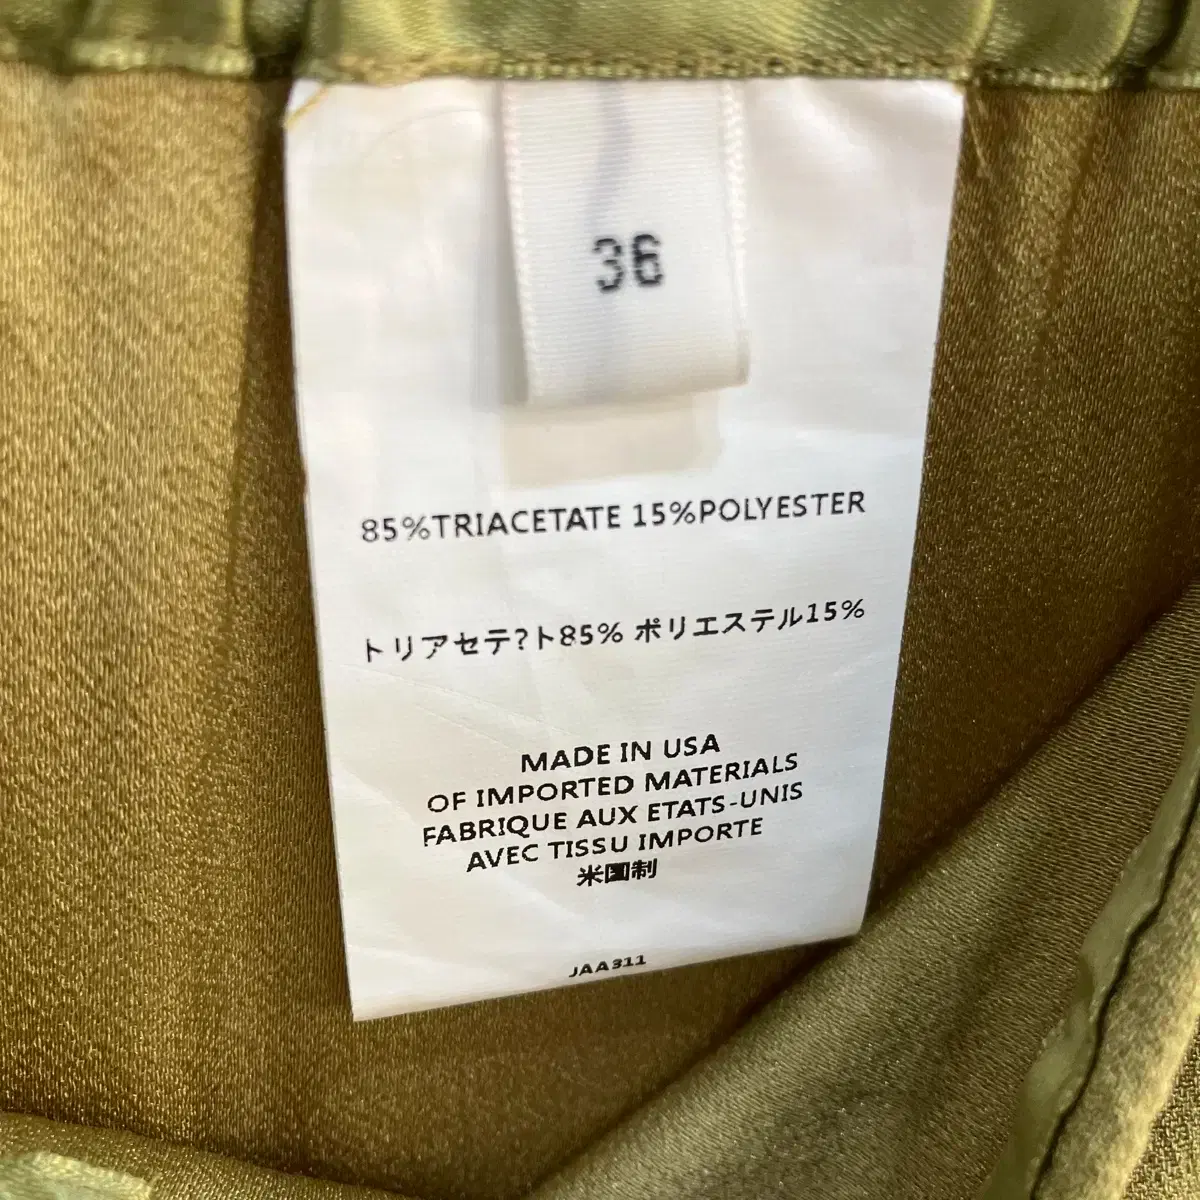 36
85%TRIACETATE 15%POLYESTER
トリアセテ?ト85% ポリエステル15%
MADE IN USA
OF IMPORTED MATERIALS
FABRIQUE AUX ETATS-UNIS
AVEC TISSU IMPORTE
米国制
JAA311